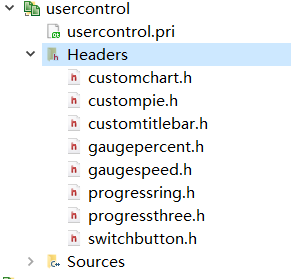 usercontrol
usercontrol.pri
Headers
customchart.h
custompie.h
customtitlebar.h
gaugepercent.h
gaugespeed.h
progressring.h
progressthree.h
switchbutton.h
Sources